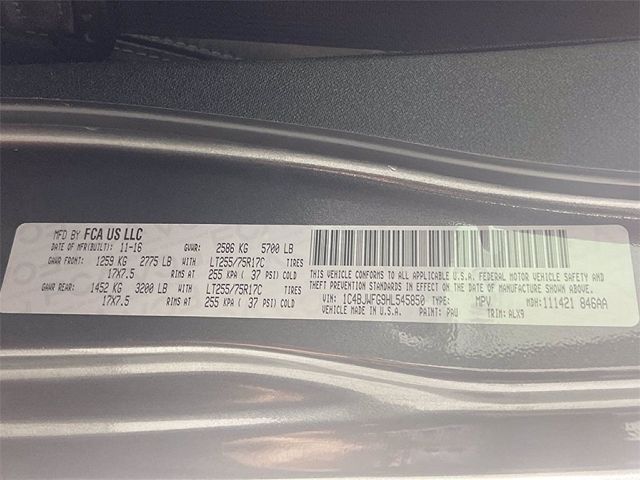 MFD BY FCA US LLC
DATE OF MFR(BUILT): 11-16 GVWR: 2586 KG 5700 LB
GAWR FRONT: 1259 KG 2775 LB WITH LT255/75R17C TIRES
17X7.5 RIMS AT 255 KPA ( 37 PSI) COLD
GAWR REAR: 1452 KG 3200 LB WITH LT255/75R17C TIRES
17X7.5 RIMS AT 255 KPA ( 37 PSI) COLD
THIS VEHICLE CONFORMS TO ALL APPLICABLE U.S.A. FEDERAL MOTOR VEHICLE SAFETY AND
THEFT PREVENTION STANDARDS IN EFFECT ON THE DATE OF MANUFACTURE SHOWN ABOVE.
VIN: 1C4BJWFG9HL545850 TYPE: MPV MDH: 111421 846AA
VEHICLE MADE IN U.S.A. PAINT: PAU TRIM: ALX9